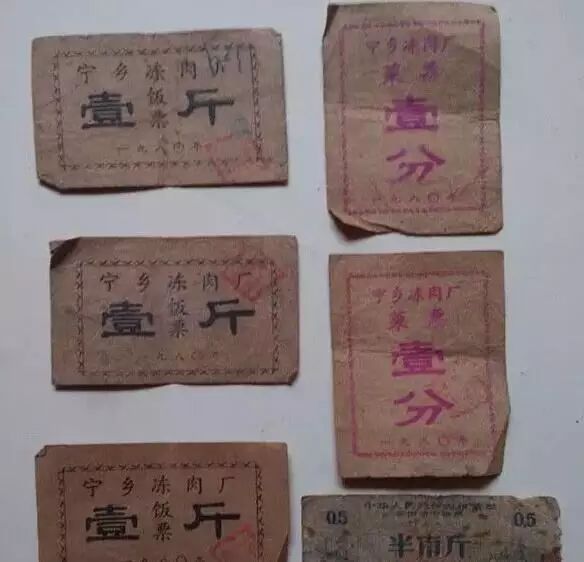 宁乡冻肉厂
饭票
壹斤
一九八〇年
宁乡冻肉厂
菜票
壹分
一九八〇年
宁乡冻肉厂
饭票
壹斤
一九八〇年
宁乡冻肉厂
菜票
壹分
一九八〇年
宁乡冻肉厂
饭票
壹斤
0.5
0.5
半市斤